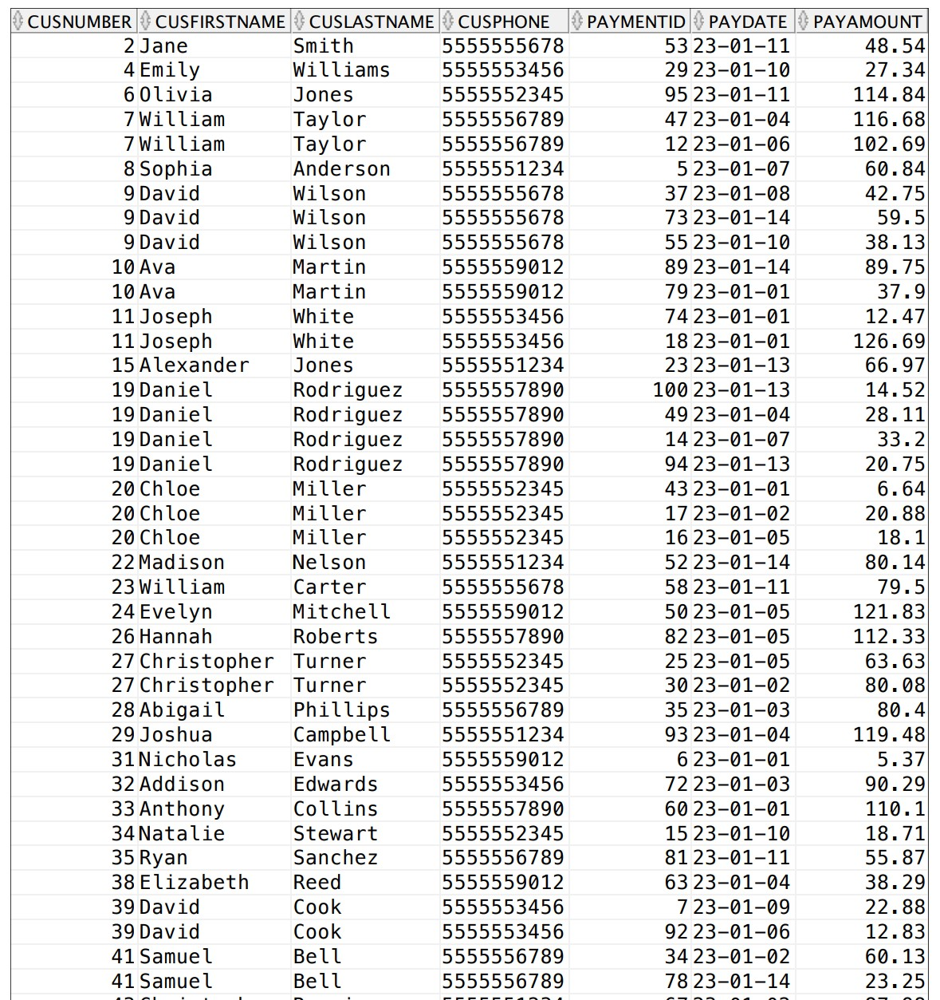 CUSNUMBER CUSFIRSTNAME CUSLASTNAME CUSPHONE PAYMENTID PAYDATE PAYAMOUNT
2 Jane Smith 5555555678 53 23-01-11 48.54
4 Emily Williams 5555553456 29 23-01-10 27.34
6 Olivia Jones 5555552345 95 23-01-11 114.84
7 William Taylor 5555556789 47 23-01-04 116.68
7 William Taylor 5555556789 12 23-01-06 102.69
8 Sophia Anderson 5555551234 5 23-01-07 60.84
9 David Wilson 5555555678 37 23-01-08 42.75
9 David Wilson 5555555678 73 23-01-14 59.5
9 David Wilson 5555555678 55 23-01-10 38.13
10 Ava Martin 5555559012 89 23-01-14 89.75
10 Ava Martin 5555559012 79 23-01-01 37.9
11 Joseph White 5555553456 74 23-01-01 12.47
11 Joseph White 5555553456 18 23-01-01 126.69
15 Alexander Jones 5555551234 23 23-01-13 66.97
19 Daniel Rodriguez 5555557890 100 23-01-13 14.52
19 Daniel Rodriguez 5555557890 49 23-01-04 28.11
19 Daniel Rodriguez 5555557890 14 23-01-07 33.2
19 Daniel Rodriguez 5555557890 94 23-01-13 20.75
20 Chloe Miller 5555552345 43 23-01-01 6.64
20 Chloe Miller 5555552345 17 23-01-02 20.88
20 Chloe Miller 5555552345 16 23-01-05 18.1
22 Madison Nelson 5555551234 52 23-01-14 80.14
23 William Carter 5555555678 58 23-01-11 79.5
24 Evelyn Mitchell 5555559012 50 23-01-05 121.83
26 Hannah Roberts 5555557890 82 23-01-05 112.33
27 Christopher Turner 5555552345 25 23-01-05 63.63
27 Christopher Turner 5555552345 30 23-01-02 80.08
28 Abigail Phillips 5555556789 35 23-01-03 80.4
29 Joshua Campbell 5555551234 93 23-01-04 119.48
31 Nicholas Evans 5555559012 6 23-01-01 5.37
32 Addison Edwards 5555553456 72 23-01-03 90.29
33 Anthony Collins 5555557890 60 23-01-01 110.1
34 Natalie Stewart 5555552345 15 23-01-10 18.71
35 Ryan Sanchez 5555556789 81 23-01-11 55.87
38 Elizabeth Reed 5555559012 63 23-01-04 38.29
39 David Cook 5555553456 7 23-01-09 22.88
39 David Cook 5555553456 92 23-01-06 12.83
41 Samuel Bell 5555556789 34 23-01-02 60.13
41 Samuel Bell 5555556789 78 23-01-14 23.25